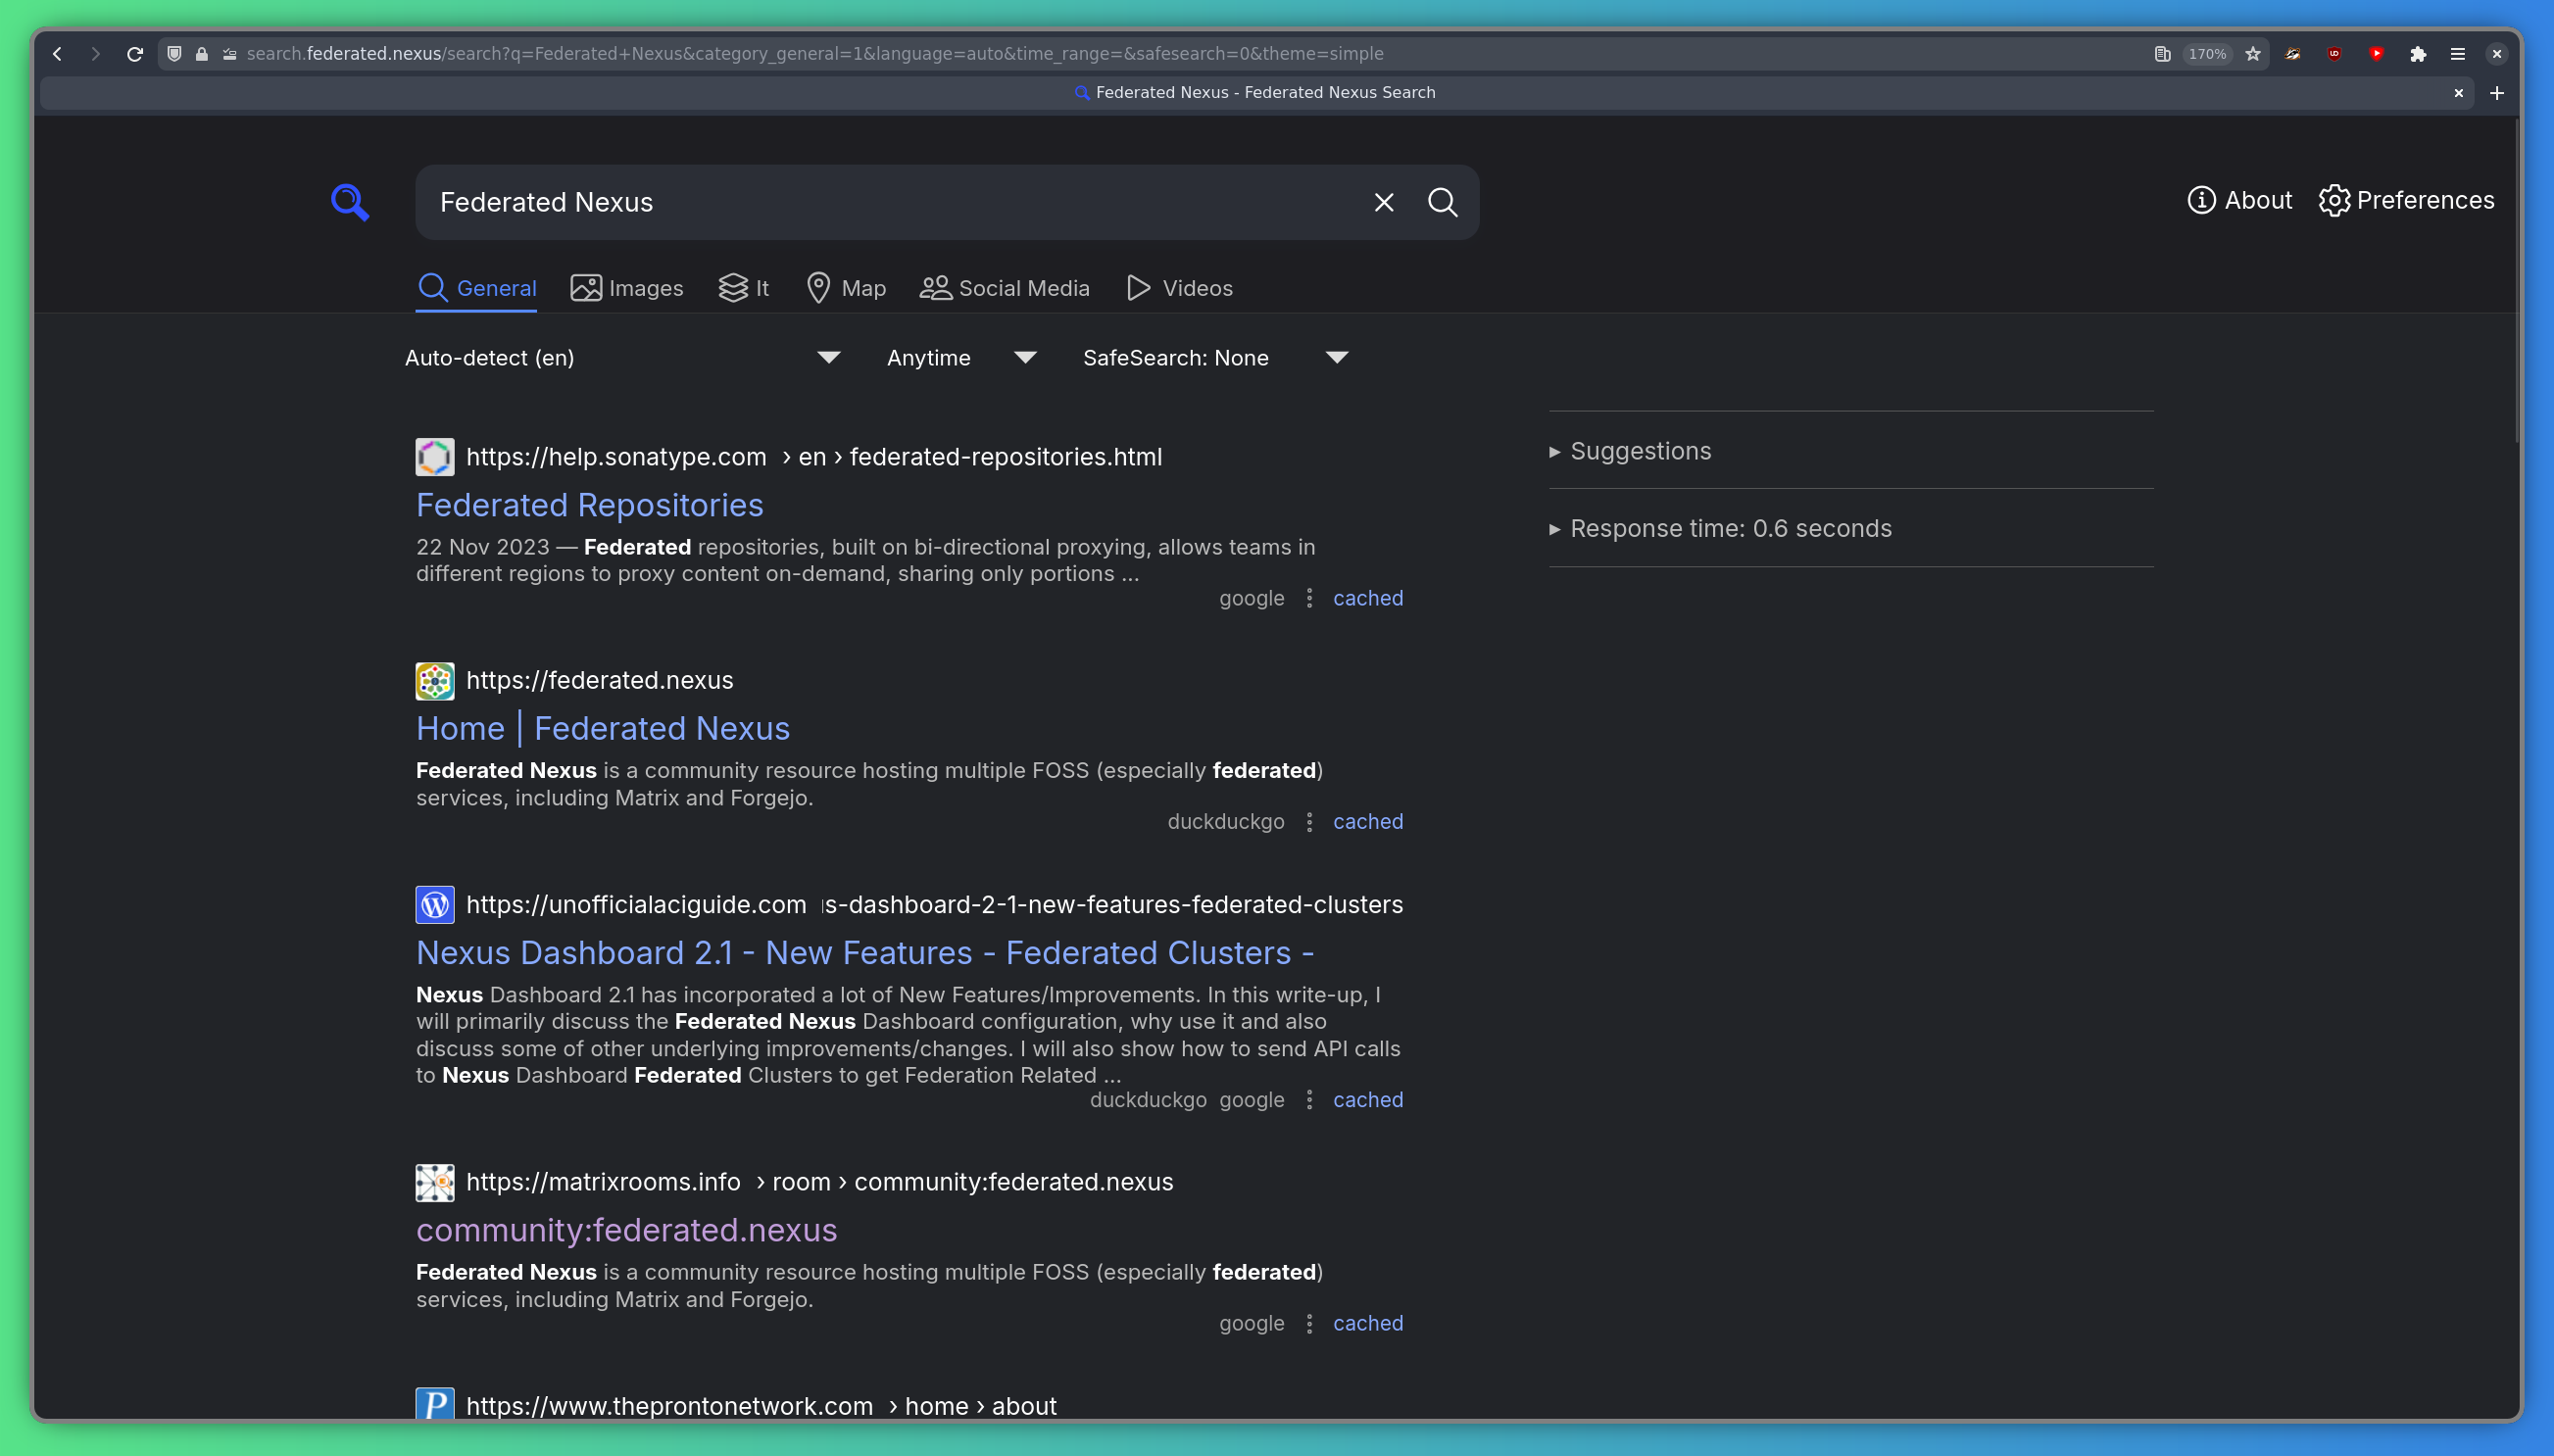 search.federated.nexus/search?q=Federated+Nexus&category_general=1&language=auto&time_range=&safesearch=0&theme=simple
170%
Federated Nexus - Federated Nexus Search
Federated Nexus
About
Preferences
General
Images
It
Map
Social Media
Videos
Auto-detect (en)
Anytime
SafeSearch: None
https://help.sonatype.com › en › federated-repositories.html
Federated Repositories
22 Nov 2023 — Federated repositories, built on bi-directional proxying, allows teams in
different regions to proxy content on-demand, sharing only portions ...
google
cached
https://federated.nexus
Home | Federated Nexus
Federated Nexus is a community resource hosting multiple FOSS (especially federated)
services, including Matrix and Forgejo.
duckduckgo
cached
https://unofficialaciguide.com s-dashboard-2-1-new-features-federated-clusters
Nexus Dashboard 2.1 - New Features - Federated Clusters -
Nexus Dashboard 2.1 has incorporated a lot of New Features/Improvements. In this write-up, I
will primarily discuss the Federated Nexus Dashboard configuration, why use it and also
discuss some of other underlying improvements/changes. I will also show how to send API calls
to Nexus Dashboard Federated Clusters to get Federation Related ...
duckduckgo google
cached
https://matrixrooms.info › room › community:federated.nexus
community:federated.nexus
Federated Nexus is a community resource hosting multiple FOSS (especially federated)
services, including Matrix and Forgejo.
google
cached
https://www.theprontonetwork.com › home › about
Suggestions
Response time: 0.6 seconds